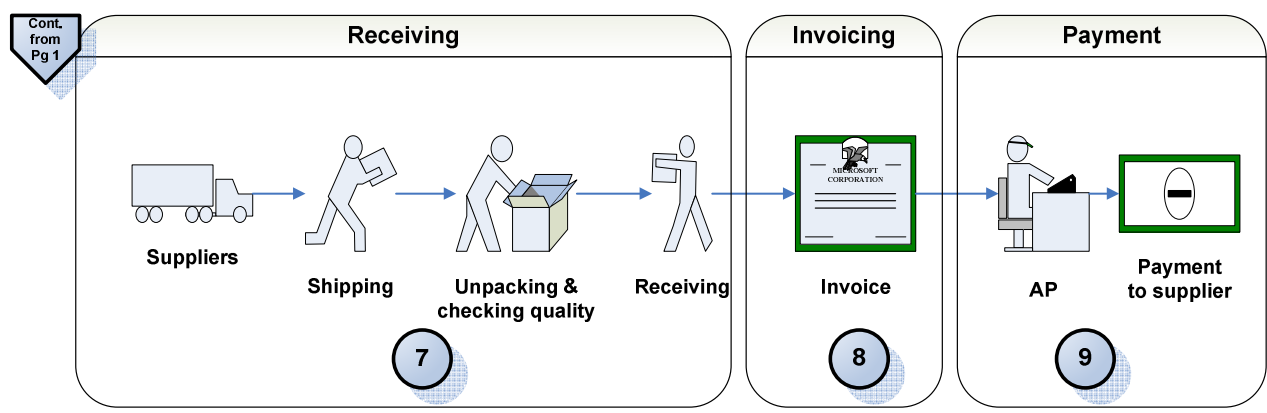 Cont.
from
Pg 1
Receiving
Invoicing
Payment
Suppliers
Shipping
Unpacking &
checking quality
Receiving
MICROSOFT
CORPORATION
Invoice
AP
Payment
to supplier
7
8
9